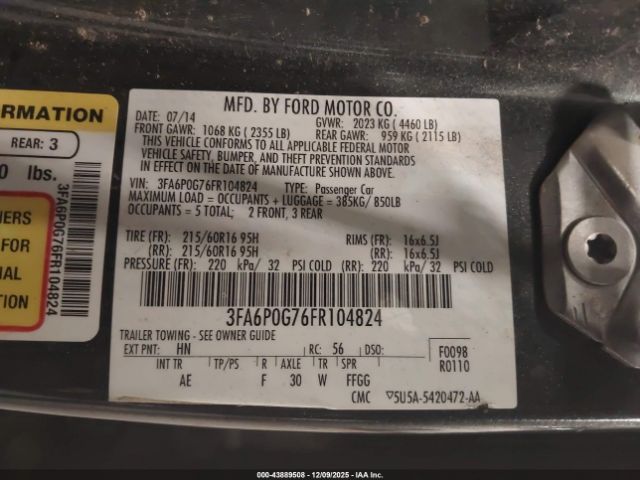 ORMATION
REAR: 3
0 lbs.
3FA6P0G76FR104824
HERS
FOR
IAL
TION
MFD. BY FORD MOTOR CO.
DATE: 07/14 GVWR: 2023 KG ( 4460 LB)
FRONT GAWR: 1068 KG ( 2355 LB) REAR GAWR: 959 KG ( 2115 LB)
THIS VEHICLE CONFORMS TO ALL APPLICABLE FEDERAL MOTOR
VEHICLE SAFETY, BUMPER, AND THEFT PREVENTION STANDARDS
IN EFFECT ON THE DATE OF MANUFACTURE SHOWN ABOVE.
VIN: 3FA6P0G76FR104824 TYPE: Passenger Car
MAXIMUM LOAD = OCCUPANTS + LUGGAGE = 385KG/ 850LB
OCCUPANTS = 5 TOTAL; 2 FRONT, 3 REAR
TIRE (FR): 215/60R16 95H RIMS (FR): 16x6.5J
(RR): 215/60R16 95H (RR): 16x6.5J
PRESSURE (FR): 220 kPa/ 32 PSI COLD (RR): 220 kPa/ 32 PSI COLD
3FA6P0G76FR104824
TRAILER TOWING - SEE OWNER GUIDE
EXT PNT: HN RC: 56 DSO: F0098
INT TR TP/PS R AXLE TR SPR R0110
AE F 30 W FFGG
CMC ▽5U5A-5420472-AA
000-43889508 - 12/09/2025 - IAAI.com